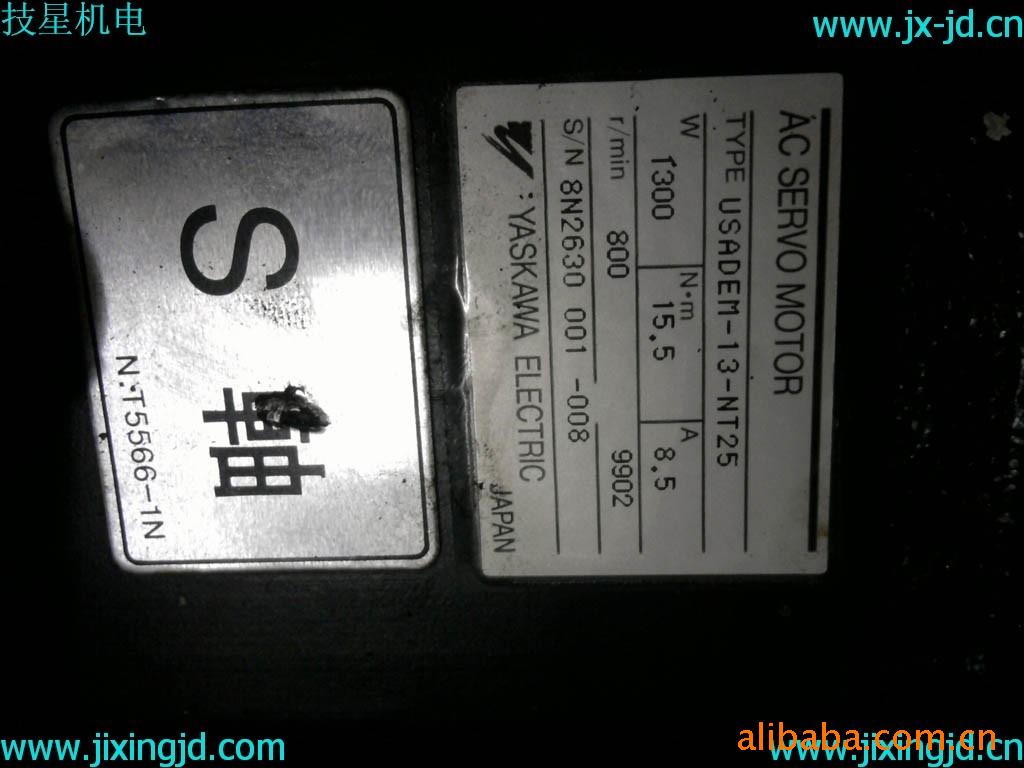 技星机电
www.jx-jd.cn
AC SERVO MOTOR
TYPE USADEM-13-NT25
W 1300 N·m 15.5 A 8.5
r/min 800 9902
S/N 8N2630 001 -008
:YASKAWA ELECTRIC JAPAN
S 軸
N.T5566-1N
www.jixingjd.com
alibaba.com.cn
www.jixingjd.cn